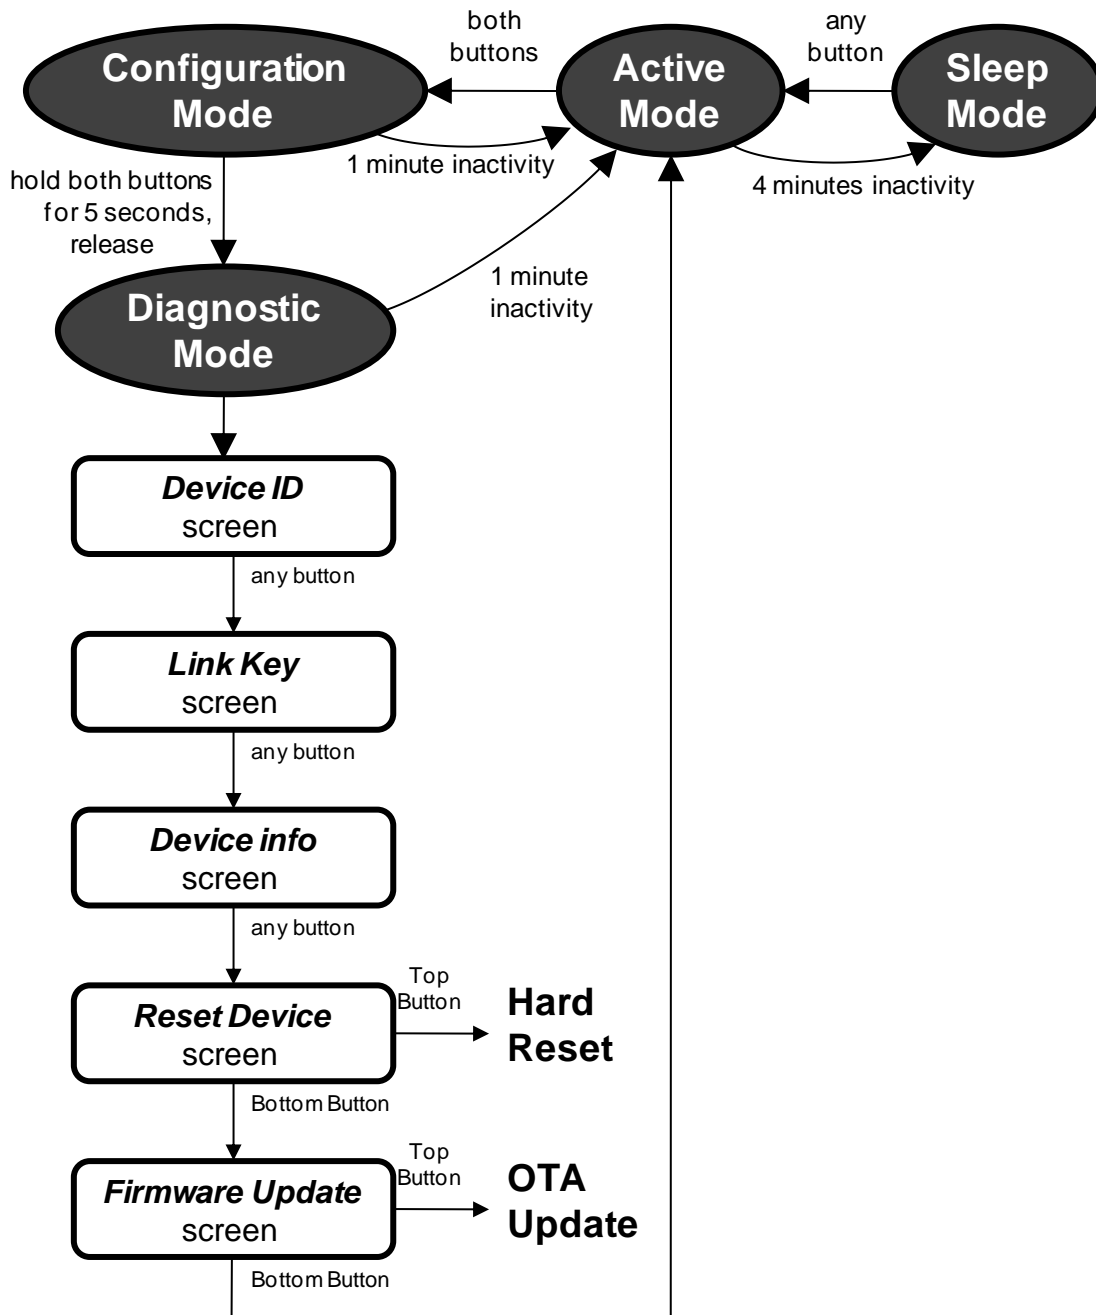 both
buttons
any
button
Configuration
Mode
Active
Mode
Sleep
Mode
1 minute inactivity
4 minutes inactivity
hold both buttons
for 5 seconds,
release
1 minute
inactivity
Diagnostic
Mode
Device ID
screen
any button
Link Key
screen
any button
Device info
screen
any button
Reset Device
screen
Top
Button
Hard
Reset
Bottom Button
Firmware Update
screen
Top
Button
OTA
Update
Bottom Button